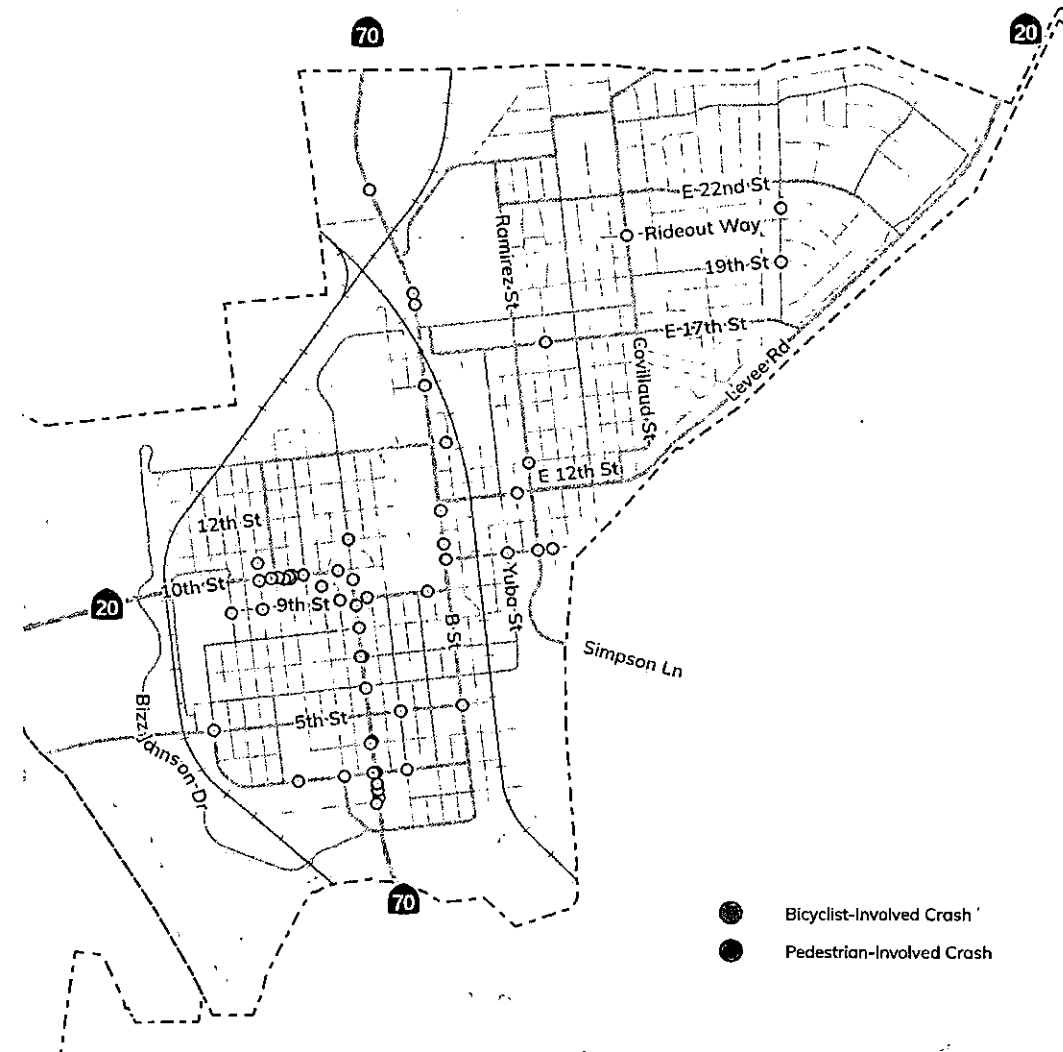 70
20
E 22nd St
Ramirez St
Rideout Way
19th St
E 17th St
Covillaud St
Levee Rd
E 12th St
12th St
10th St
20
9th St
B St
Yuba St
Simpson Ln
5th St
Johnson Dr
70
Bicyclist-Involved Crash
Pedestrian-Involved Crash